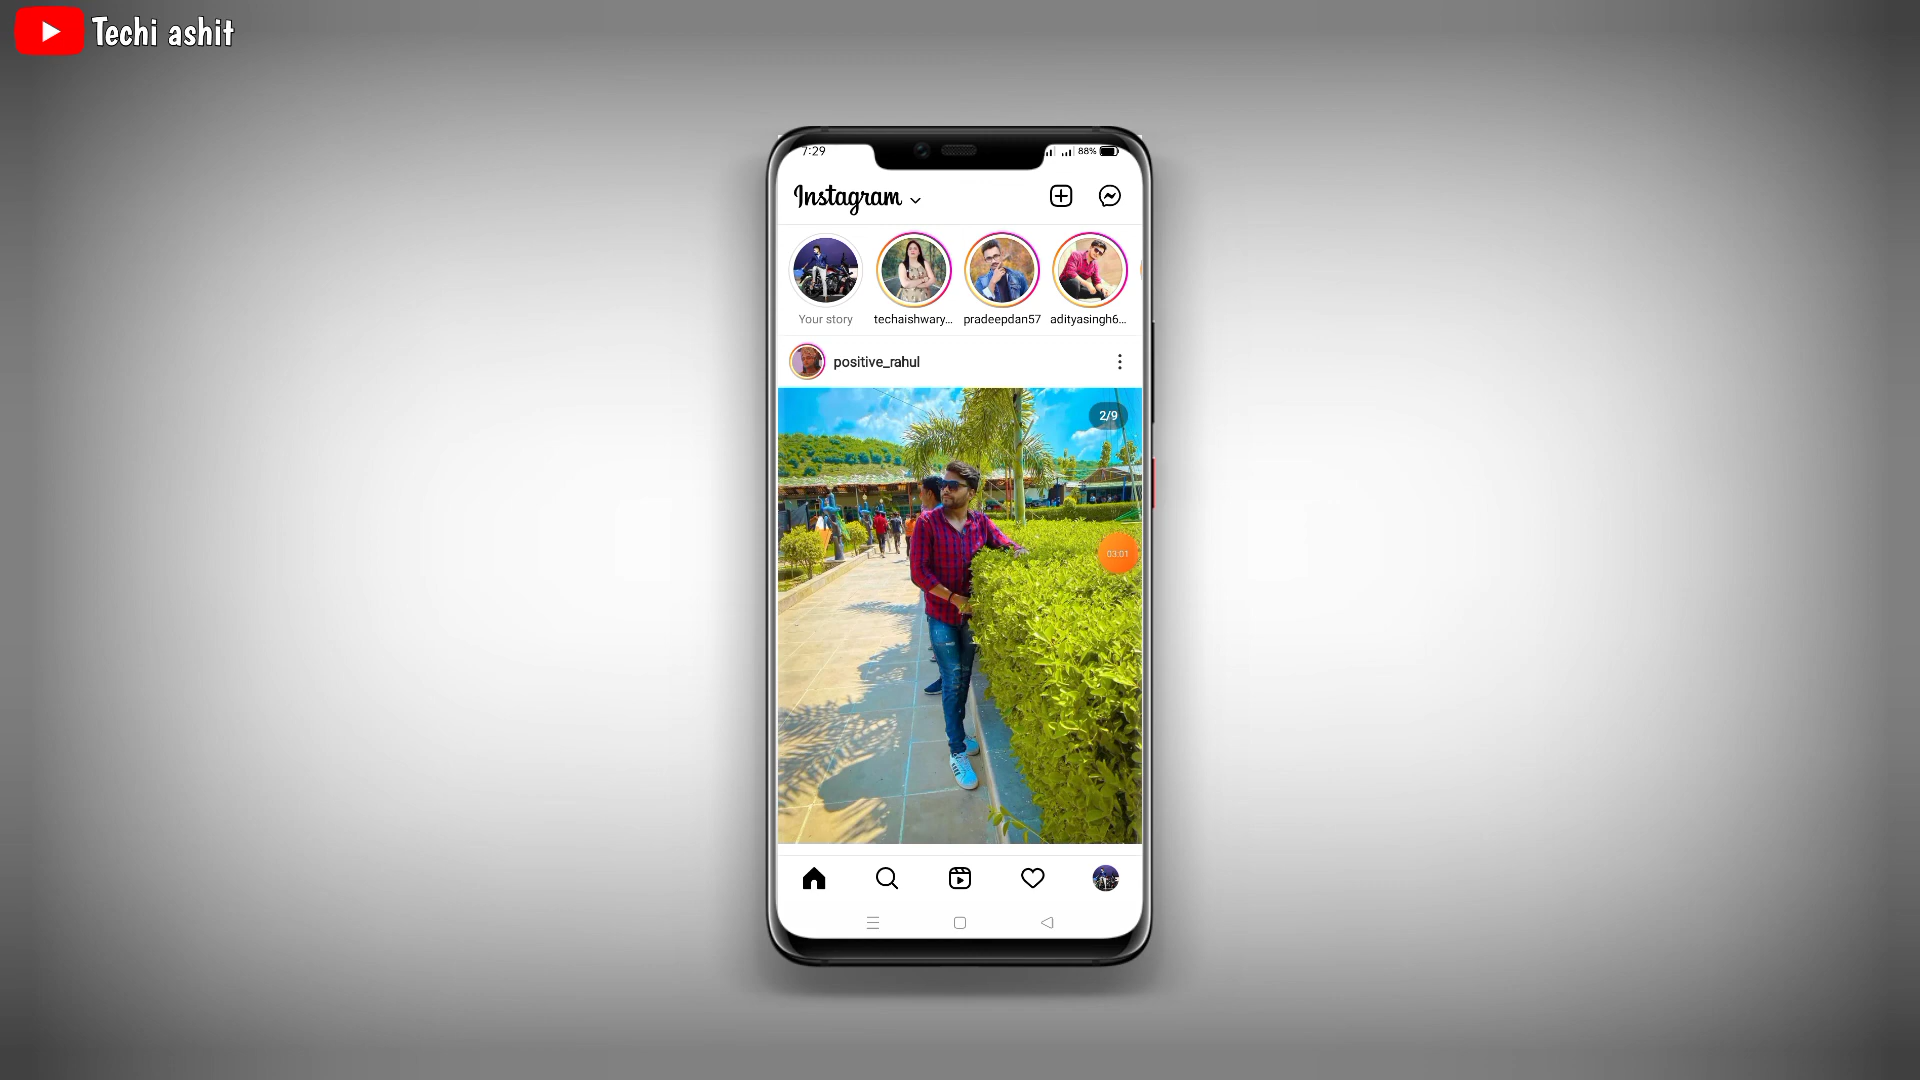 Techi ashit
7:29
88%
Instagram
Your story
techaishwary...
pradeepdan57
adityasingh6...
positive_rahul
2/9
03:01